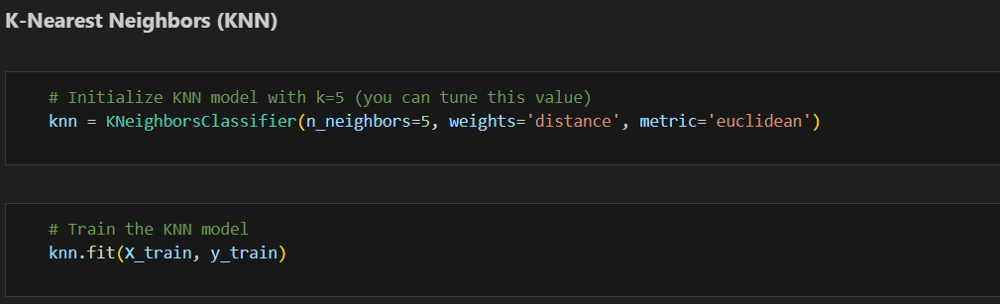 K-Nearest Neighbors (KNN)
# Initialize KNN model with k=5 (you can tune this value)
knn = KNeighborsClassifier(n_neighbors=5, weights='distance', metric='euclidean')
# Train the KNN model
knn.fit(X_train, y_train)